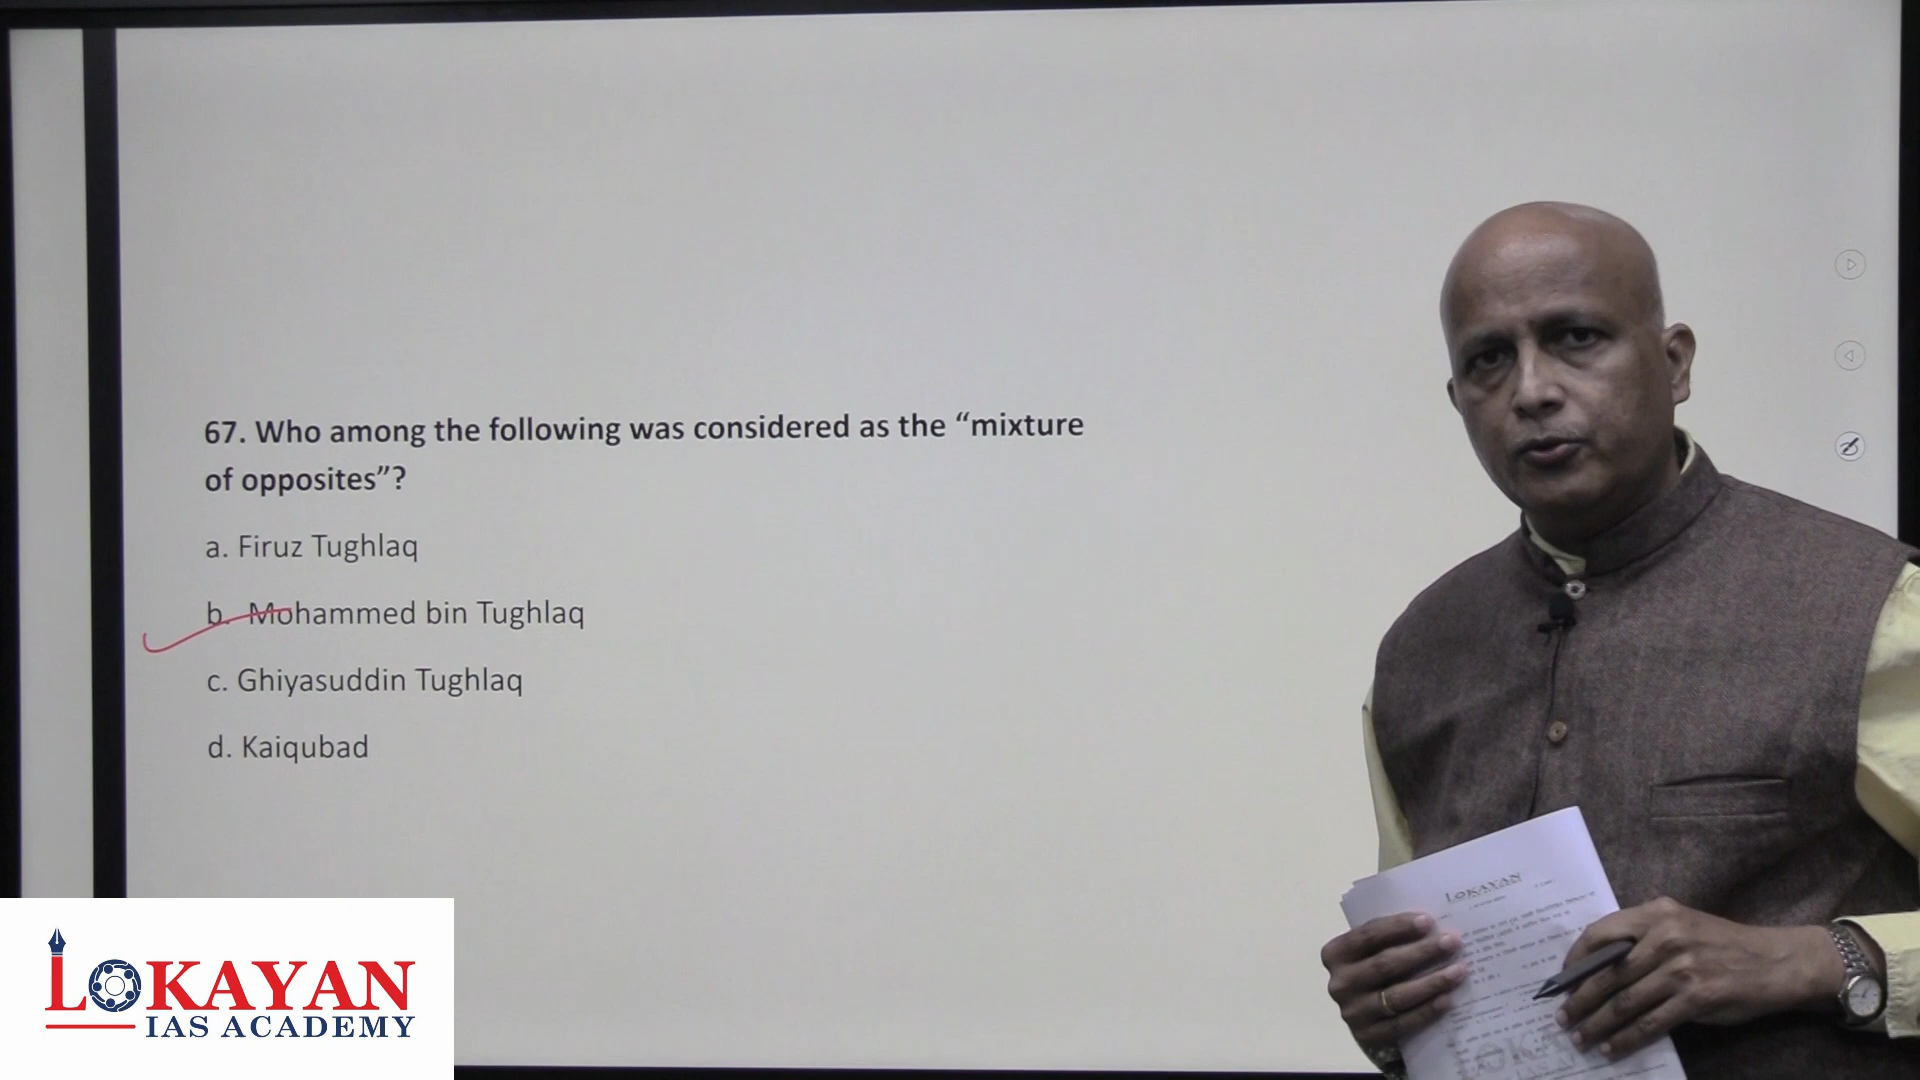 67. Who among the following was considered as the “mixture
of opposites”?
a. Firuz Tughlaq
b. Mohammed bin Tughlaq
c. Ghiyasuddin Tughlaq
d. Kaiqubad
LOKAYAN
IAS ACADEMY
LOKAYAN